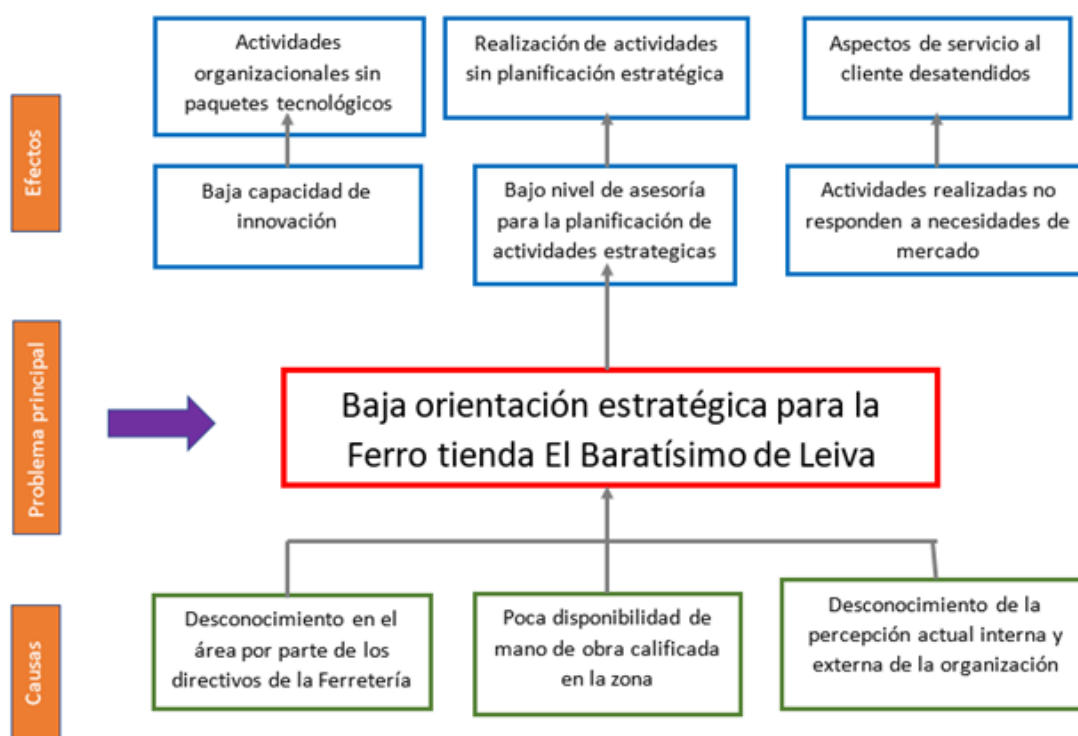 Efectos
Actividades
organizacionales sin
paquetes tecnológicos
Realización de actividades
sin planificación estratégica
Aspectos de servicio al
cliente desatendidos
Baja capacidad de
innovación
Bajo nivel de asesoría
para la planificación de
actividades estrategicas
Actividades realizadas no
responden a necesidades de
mercado
Problema principal
Baja orientación estratégica para la
Ferro tienda El Baratísimo de Leiva
Causas
Desconocimiento en el
área por parte de los
directivos de la Ferretería
Poca disponibilidad de
mano de obra calificada
en la zona
Desconocimiento de la
percepción actual interna y
externa de la organización